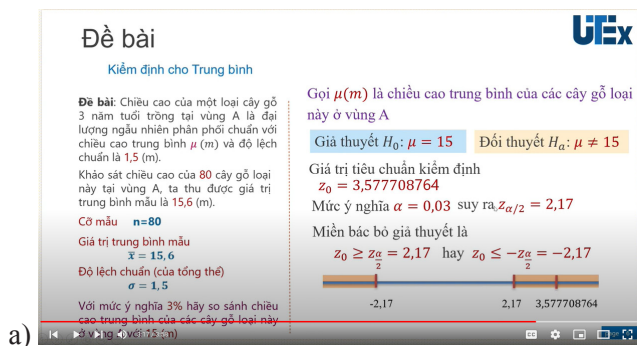 UTEx
Đề bài
Kiểm định cho Trung bình
Đề bài: Chiều cao của một loại cây gỗ
3 năm tuổi trồng tại vùng A là đại
lượng ngẫu nhiên phân phối chuẩn với
chiều cao trung bình μ (m) và độ lệch
chuẩn là 1,5 (m).
Khảo sát chiều cao của 80 cây gỗ loại
này tại vùng A, ta thu được giá trị
trung bình mẫu là 15,6 (m).
Cỡ mẫu n=80
Giá trị trung bình mẫu
x̄ = 15,6
Độ lệch chuẩn (của tổng thể)
σ = 1,5
Với mức ý nghĩa 3% hãy so sánh chiều
cao trung bình của các cây gỗ loại này
ở vùng A với 15 (m)
Gọi μ(m) là chiều cao trung bình của các cây gỗ loại
này ở vùng A
Giả thuyết H₀: μ = 15 Đối thuyết Hₐ: μ ≠ 15
Giá trị tiêu chuẩn kiểm định
z₀ = 3,577708764
Mức ý nghĩa α = 0,03 suy ra z_{α/2} = 2,17
Miền bác bỏ giả thuyết là
z₀ ≥ z_{α/2} = 2,17 hay z₀ ≤ −z_{α/2} = −2,17
-2,17 2,17 3,577708764
a)